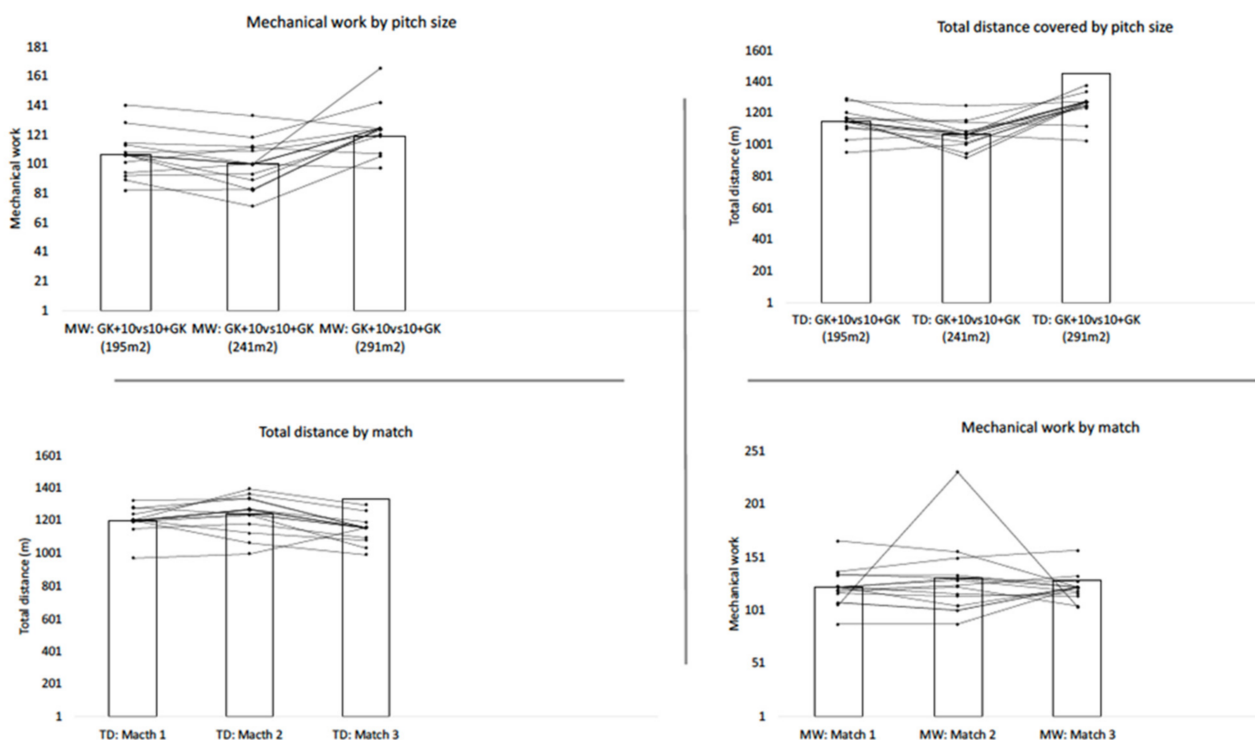 Mechanical work by pitch size
181
161
141
121
101
81
61
41
21
1
Mechanical work
MW: GK+10vs10+GK MW: GK+10vs10+GK MW: GK+10vs10+GK
(195m2) (241m2) (291m2)
Total distance covered by pitch size
1601
1401
1201
1001
801
601
401
201
1
Total distance (m)
TD: GK+10vs10+GK TD: GK+10vs10+GK TD: GK+10vs10+GK
(195m2) (241m2) (291m2)
Total distance by match
1601
1401
1201
1001
801
601
401
201
1
Total distance (m)
TD: Macth 1 TD: Macth 2 TD: Match 3
Mechanical work by match
251
201
151
101
51
1
Mechanical work
MW: Match 1 MW: Match 2 MW: Match 3